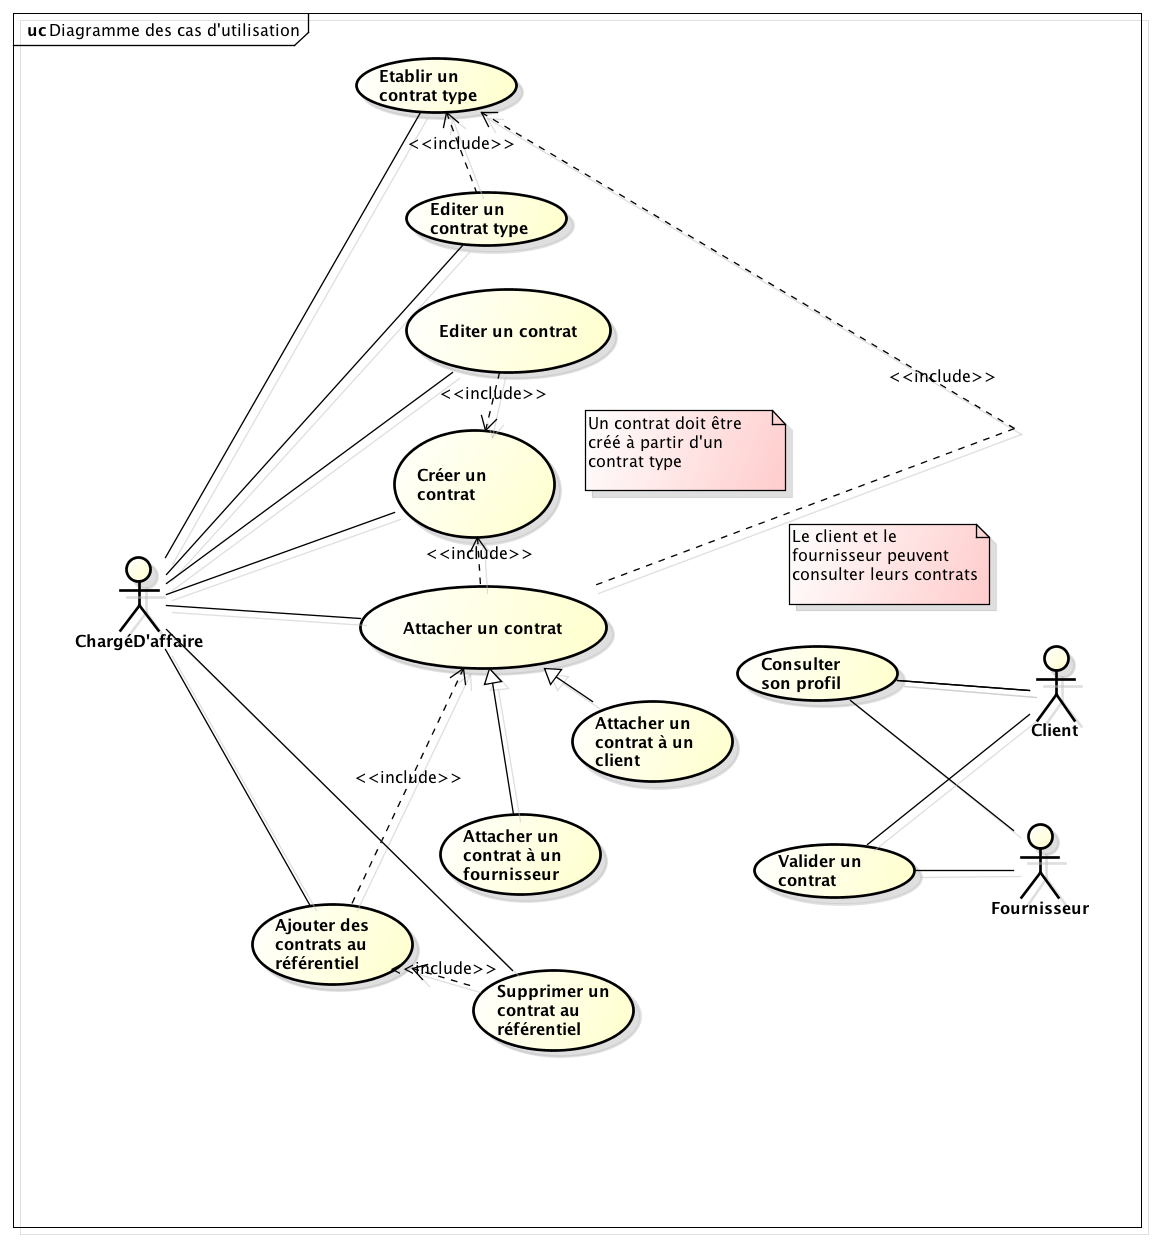 uc Diagramme des cas d'utilisation
Etablir un
contrat type
<<include>>
Editer un
contrat type
Editer un contrat
<<include>>
<<include>>
Un contrat doit être
créé à partir d'un
contrat type
Créer un
contrat
<<include>>
Le client et le
fournisseur peuvent
consulter leurs contrats
ChargéD'affaire
Attacher un contrat
Consulter
son profil
Client
Attacher un
contrat à un
client
<<include>>
Attacher un
contrat à un
fournisseur
Valider un
contrat
Fournisseur
Ajouter des
contrats au
référentiel
<<include>>
Supprimer un
contrat au
référentiel